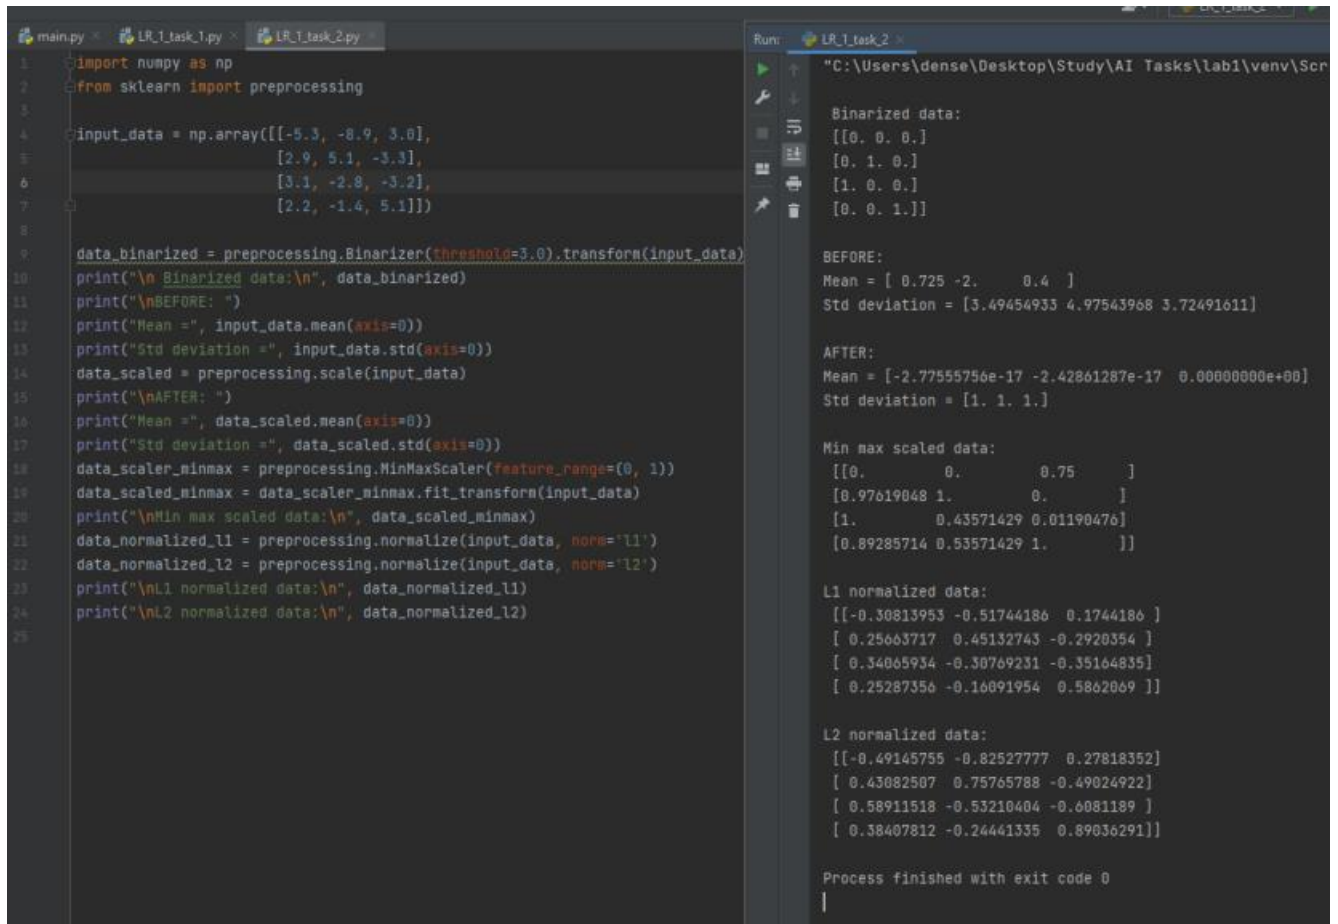 main.py LR_1_task_1.py LR_1_task_2.py
1 import numpy as np
2 from sklearn import preprocessing
3
4 input_data = np.array([[-5.3, -8.9, 3.0],
5 [2.9, 5.1, -3.3],
6 [3.1, -2.8, -3.2],
7 [2.2, -1.4, 5.1]])
8
9 data_binarized = preprocessing.Binarizer(threshold=3.0).transform(input_data)
10 print("\n Binarized data:\n", data_binarized)
11 print("\nBEFORE: ")
12 print("Mean =", input_data.mean(axis=0))
13 print("Std deviation =", input_data.std(axis=0))
14 data_scaled = preprocessing.scale(input_data)
15 print("\nAFTER: ")
16 print("Mean =", data_scaled.mean(axis=0))
17 print("Std deviation =", data_scaled.std(axis=0))
18 data_scaler_minmax = preprocessing.MinMaxScaler(feature_range=(0, 1))
19 data_scaled_minmax = data_scaler_minmax.fit_transform(input_data)
20 print("\nMin max scaled data:\n", data_scaled_minmax)
21 data_normalized_l1 = preprocessing.normalize(input_data, norm='l1')
22 data_normalized_l2 = preprocessing.normalize(input_data, norm='l2')
23 print("\nL1 normalized data:\n", data_normalized_l1)
24 print("\nL2 normalized data:\n", data_normalized_l2)
25
LR_1_task_2
Run: LR_1_task_2
"C:\Users\dense\Desktop\Study\AI Tasks\lab1\venv\Scr
Binarized data:
[[0. 0. 0.]
[0. 1. 0.]
[1. 0. 0.]
[0. 0. 1.]]
BEFORE:
Mean = [ 0.725 -2.     0.4  ]
Std deviation = [3.49454933 4.97543968 3.72491611]
AFTER:
Mean = [-2.77555756e-17 -2.42861287e-17  0.00000000e+00]
Std deviation = [1. 1. 1.]
Min max scaled data:
[[0.         0.         0.75      ]
[0.97619048 1.         0.        ]
[1.         0.43571429 0.01190476]
[0.89285714 0.53571429 1.        ]]
L1 normalized data:
[[-0.30813953 -0.51744186  0.1744186 ]
[ 0.25663717  0.45132743 -0.2920354 ]
[ 0.34065934 -0.30769231 -0.35164835]
[ 0.25287356 -0.16091954  0.5862069 ]]
L2 normalized data:
[[-0.49145755 -0.82527777  0.27818352]
[ 0.43082507  0.75765788 -0.49024922]
[ 0.58911518 -0.53210404 -0.6081189 ]
[ 0.38407812 -0.24441335  0.89036291]]
Process finished with exit code 0